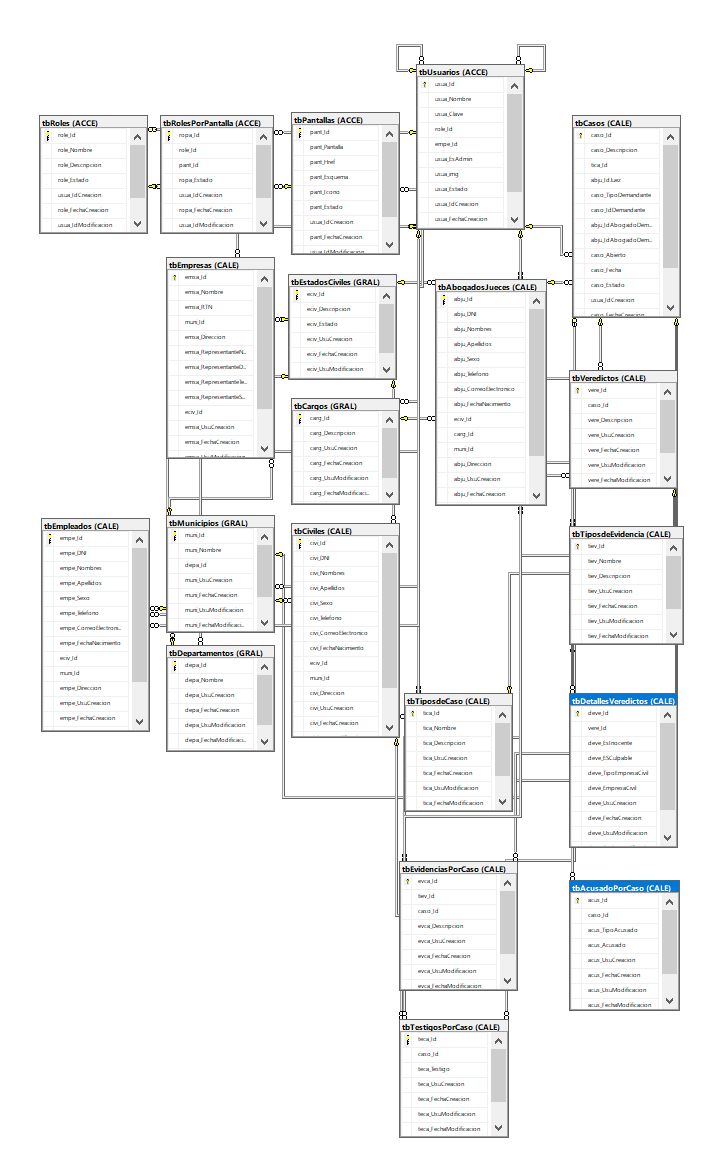 tbUsuarios (ACCE)
usua_Id
usua_Nombre
usua_Clave
role_Id
empe_Id
usua_EsAdmin
usua_img
usua_Estado
usua_IdCreacion
usua_FechaCreacion
tbRoles (ACCE)
role_Id
role_Nombre
role_Descripcion
role_Estado
usua_IdCreacion
role_FechaCreacion
usua_IdModificacion
tbRolesPorPantalla (ACCE)
ropa_Id
role_Id
pant_Id
ropa_Estado
usua_IdCreacion
ropa_FechaCreacion
usua_IdModificacion
tbPantallas (ACCE)
pant_Id
pant_Pantalla
pant_Href
pant_Esquema
pant_Icono
pant_Estado
usua_IdCreacion
pant_FechaCreacion
usua_IdModificacion
tbCasos (CALE)
caso_Id
caso_Descripcion
tica_Id
abju_IdJuez
caso_TipoDemandante
caso_IdDemandante
abju_IdAbogadoDem...
abju_IdAbogadoDem...
caso_Abierto
caso_Fecha
caso_Estado
usua_IdCreacion
caso_FechaCreacion
tbEmpresas (CALE)
emsa_Id
emsa_Nombre
emsa_RTN
muni_Id
emsa_Direccion
emsa_RepresentanteN...
emsa_RepresentanteD...
emsa_RepresentanteTe...
emsa_RepresentanteS...
eciv_Id
emsa_UsuCreacion
emsa_FechaCreacion
emsa_UsuModificacion
tbEstadosCiviles (GRAL)
eciv_Id
eciv_Descripcion
eciv_Estado
eciv_UsuCreacion
eciv_FechaCreacion
eciv_UsuModificacion
tbAbogadosJueces (CALE)
abju_Id
abju_DNI
abju_Nombres
abju_Apellidos
abju_Sexo
abju_Telefono
abju_CorreoElectronico
abju_FechaNacimiento
eciv_Id
carg_Id
muni_Id
abju_Direccion
abju_UsuCreacion
abju_FechaCreacion
tbVeredictos (CALE)
vere_Id
caso_Id
vere_Descripcion
vere_UsuCreacion
vere_FechaCreacion
vere_UsuModificacion
vere_FechaModificacion
tbCargos (GRAL)
carg_Id
carg_Descripcion
carg_UsuCreacion
carg_FechaCreacion
carg_UsuModificacion
carg_FechaModificaci...
tbEmpleados (CALE)
empe_Id
empe_DNI
empe_Nombres
empe_Apellidos
empe_Sexo
empe_Telefono
empe_CorreoElectroni...
empe_FechaNacimiento
eciv_Id
muni_Id
empe_Direccion
empe_UsuCreacion
empe_FechaCreacion
tbMunicipios (GRAL)
muni_Id
muni_Nombre
depa_Id
muni_UsuCreacion
muni_FechaCreacion
muni_UsuModificacion
muni_FechaModificaci...
tbCiviles (CALE)
civi_Id
civi_DNI
civi_Nombres
civi_Apellidos
civi_Sexo
civi_Telefono
civi_CorreoElectronico
civi_FechaNacimiento
eciv_Id
muni_Id
civi_Direccion
civi_UsuCreacion
civi_FechaCreacion
tbTiposdeEvidencia (CALE)
tiev_Id
tiev_Nombre
tiev_Descripcion
tiev_UsuCreacion
tiev_FechaCreacion
tiev_UsuModificacion
tiev_FechaModificacion
tbDepartamentos (GRAL)
depa_Id
depa_Nombre
depa_UsuCreacion
depa_FechaCreacion
depa_UsuModificacion
depa_FechaModificaci...
tbTiposdeCaso (CALE)
tica_Id
tica_Nombre
tica_Descripcion
tica_UsuCreacion
tica_FechaCreacion
tica_UsuModificacion
tica_FechaModificacion
tbDetallesVeredictos (CALE)
deve_Id
vere_Id
deve_EsInocente
deve_ESCulpable
deve_TipoEmpresaCivil
deve_EmpresaCivil
deve_UsuCreacion
deve_FechaCreacion
deve_UsuModificacion
tbEvidenciasPorCaso (CALE)
evca_Id
tiev_Id
caso_Id
evca_Descripcion
evca_UsuCreacion
evca_FechaCreacion
evca_UsuModificacion
evca_FechaModificacion
tbAcusadoPorCaso (CALE)
acus_Id
caso_Id
acus_TipoAcusado
acus_Acusado
acus_UsuCreacion
acus_FechaCreacion
acus_UsuModificacion
acus_FechaModificacion
tbTestigosPorCaso (CALE)
teca_Id
caso_Id
teca_Testigo
teca_UsuCreacion
teca_FechaCreacion
teca_UsuModificacion
teca_FechaModificacion